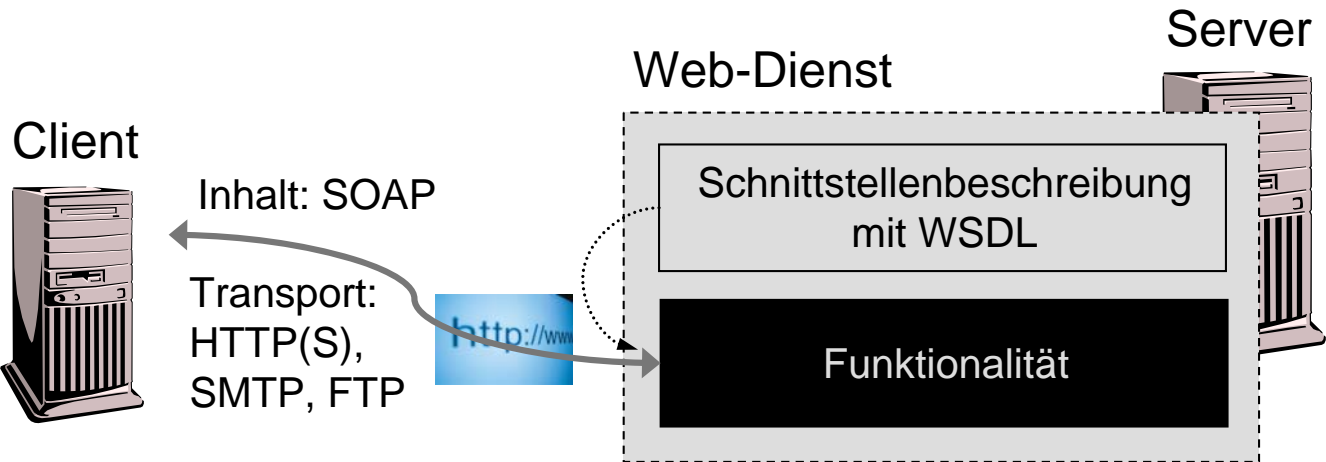 Server
Web-Dienst
Client
Inhalt: SOAP
Schnittstellenbeschreibung
mit WSDL
Transport:
HTTP(S),
SMTP, FTP
http://www
Funktionalität